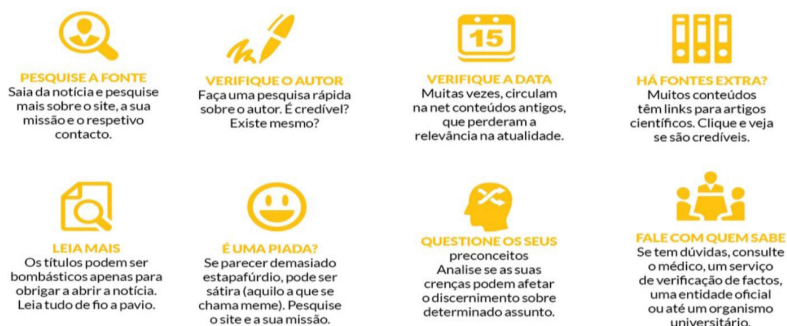 PESQUISE A FONTE
Saia da notícia e pesquise
mais sobre o site, a sua
missão e o respetivo
contacto.
VERIFIQUE O AUTOR
Faça uma pesquisa rápida
sobre o autor. É credível?
Existe mesmo?
15
VERIFIQUE A DATA
Muitas vezes, circulam
na net conteúdos antigos,
que perderam a
relevância na atualidade.
HÁ FONTES EXTRA?
Muitos conteúdos
têm links para artigos
científicos. Clique e veja
se são credíveis.
LEIA MAIS
Os títulos podem ser
bombásticos apenas para
obrigar a abrir a notícia.
Leia tudo de fio a pavio.
É UMA PIADA?
Se parecer demasiado
estapafúrdio, pode ser
sátira (aquilo a que se
chama meme). Pesquise
o site e a sua missão.
QUESTIONE OS SEUS
preconceitos
Analise se as suas
crenças podem afetar
o discernimento sobre
determinado assunto.
FALE COM QUEM SABE
Se tem dúvidas, consulte
o médico, um serviço
de verificação de factos,
uma entidade oficial
ou até um organismo
universitário.